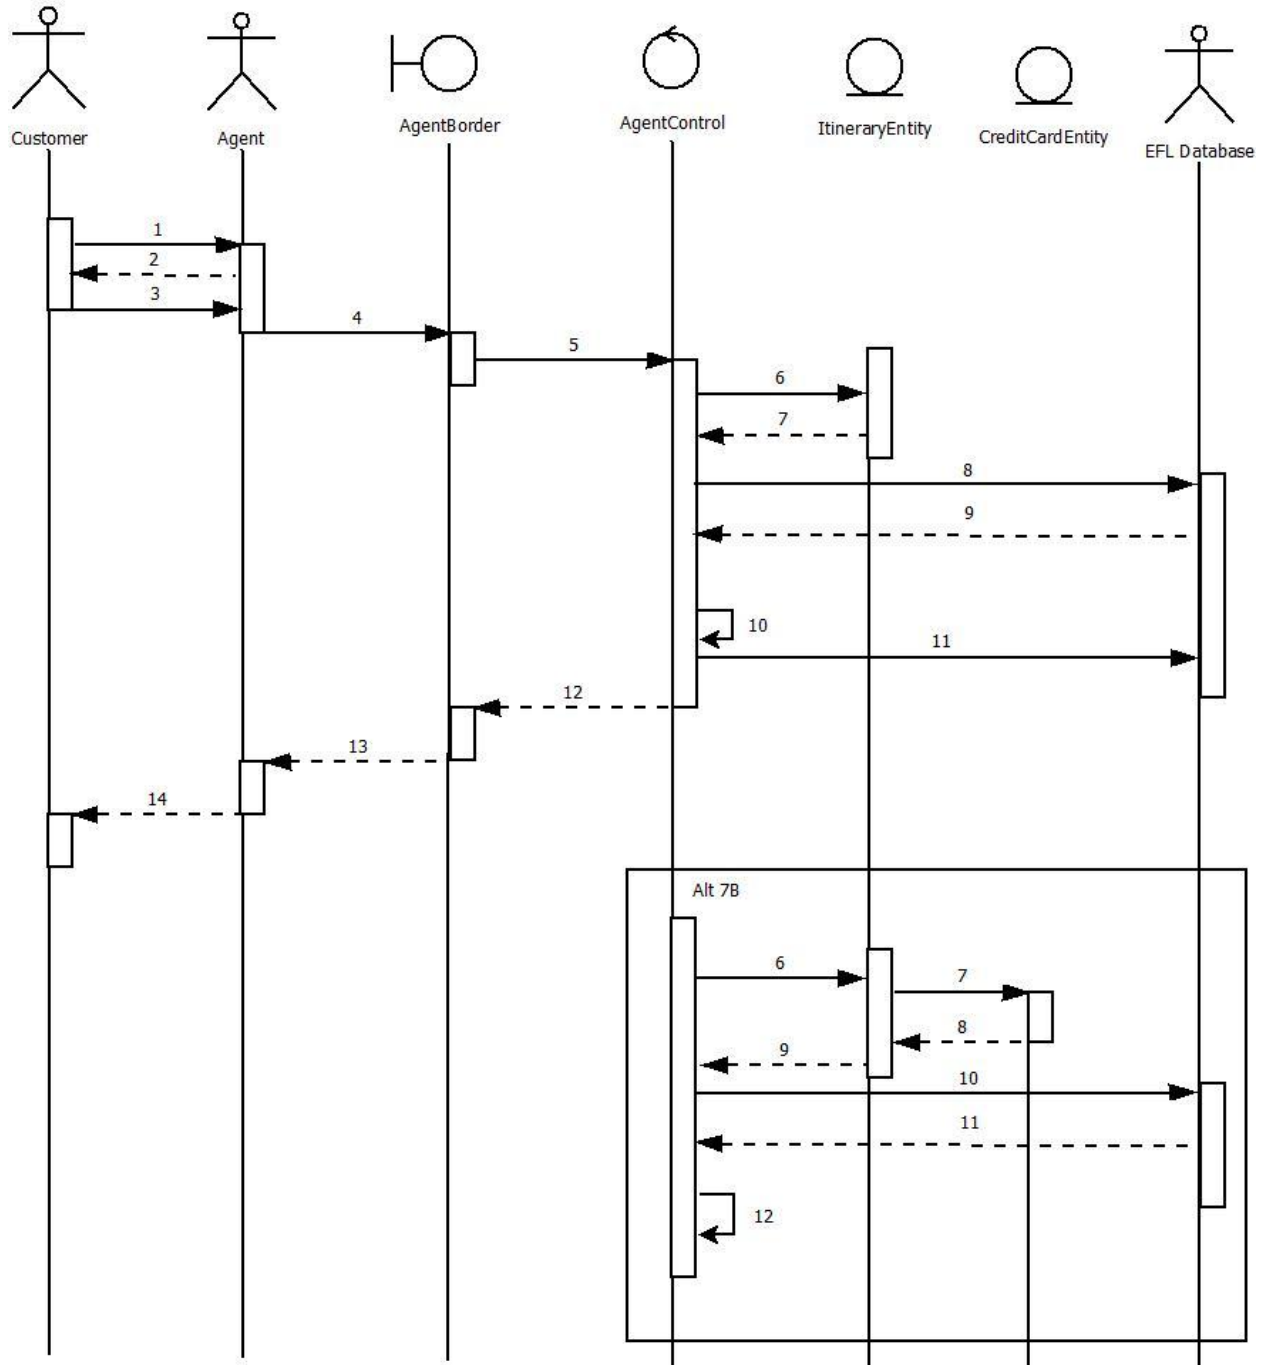 Customer
Agent
AgentBorder
AgentControl
ItineraryEntity
CreditCardEntity
EFL Database
1
2
3
4
5
6
7
8
9
10
11
12
13
14
Alt 7B
6
7
8
9
10
11
12